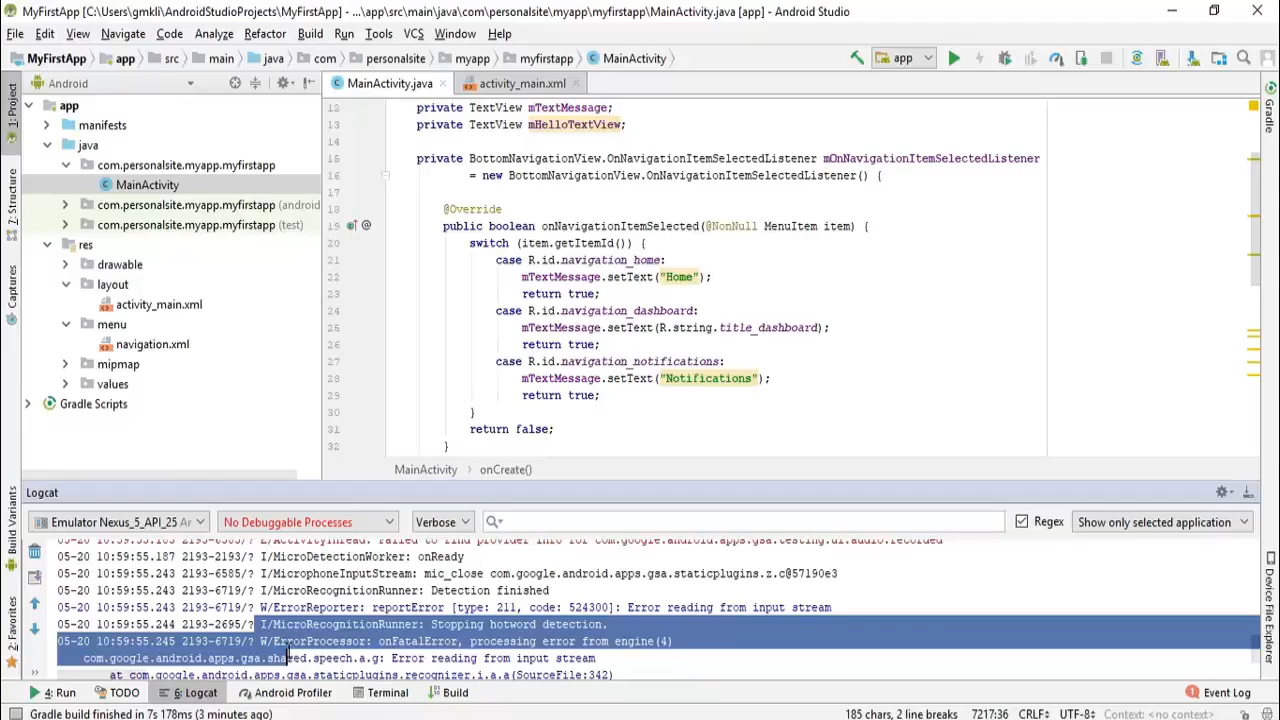 MyFirstApp [C:\Users\gmkli\AndroidStudioProjects\MyFirstApp] - ...\app\src\main\java\com\personalsite\myapp\myfirstapp\MainActivity.java [app] - Android Studio
File Edit View Navigate Code Analyze Refactor Build Run Tools VCS Window Help
MyFirstApp app src main java com personalsite myapp myfirstapp MainActivity app
Android
MainActivity.java activity_main.xml
1: Project
7: Structure
Captures
Build Variants
2: Favorites
Gradle
Device File Explorer
app
manifests
java
com.personalsite.myapp.myfirstapp
MainActivity
com.personalsite.myapp.myfirstapp (android
com.personalsite.myapp.myfirstapp (test)
res
drawable
layout
activity_main.xml
menu
navigation.xml
mipmap
values
Gradle Scripts
12 private TextView mTextMessage;
13 private TextView mHelloTextView;
14
15 private BottomNavigationView.OnNavigationItemSelectedListener mOnNavigationItemSelectedListener
16 = new BottomNavigationView.OnNavigationItemSelectedListener() {
17
18 @Override
19 public boolean onNavigationItemSelected(@NonNull MenuItem item) {
20 switch (item.getItemId()) {
21 case R.id.navigation_home:
22 mTextMessage.setText("Home");
23 return true;
24 case R.id.navigation_dashboard:
25 mTextMessage.setText(R.string.title_dashboard);
26 return true;
27 case R.id.navigation_notifications:
28 mTextMessage.setText("Notifications");
29 return true;
30 }
31 return false;
32 }
MainActivity onCreate()
Logcat
Emulator Nexus_5_API_25 Ar No Debuggable Processes Verbose Regex Show only selected application
05-20 10:59:55.187 2193-2193/? I/MicroDetectionWorker: onReady
05-20 10:59:55.243 2193-6585/? I/MicrophoneInputStream: mic_close com.google.android.apps.gsa.staticplugins.z.c@57190e3
05-20 10:59:55.243 2193-6719/? I/MicroRecognitionRunner: Detection finished
05-20 10:59:55.243 2193-6719/? W/ErrorReporter: reportError [type: 211, code: 524300]: Error reading from input stream
05-20 10:59:55.244 2193-2695/? I/MicroRecognitionRunner: Stopping hotword detection.
05-20 10:59:55.245 2193-6719/? W/ErrorProcessor: onFatalError, processing error from engine(4)
com.google.android.apps.gsa.shared.speech.a.g: Error reading from input stream
at com.google.android.apps.gsa.staticplugins.recognizer.i.a.a(SourceFile:342)
4: Run TODO 6: Logcat Android Profiler Terminal Build 1 Event Log
Gradle build finished in 7s 178ms (3 minutes ago) 185 chars, 2 line breaks 7217:36 CRLF UTF-8 Context: <no context>